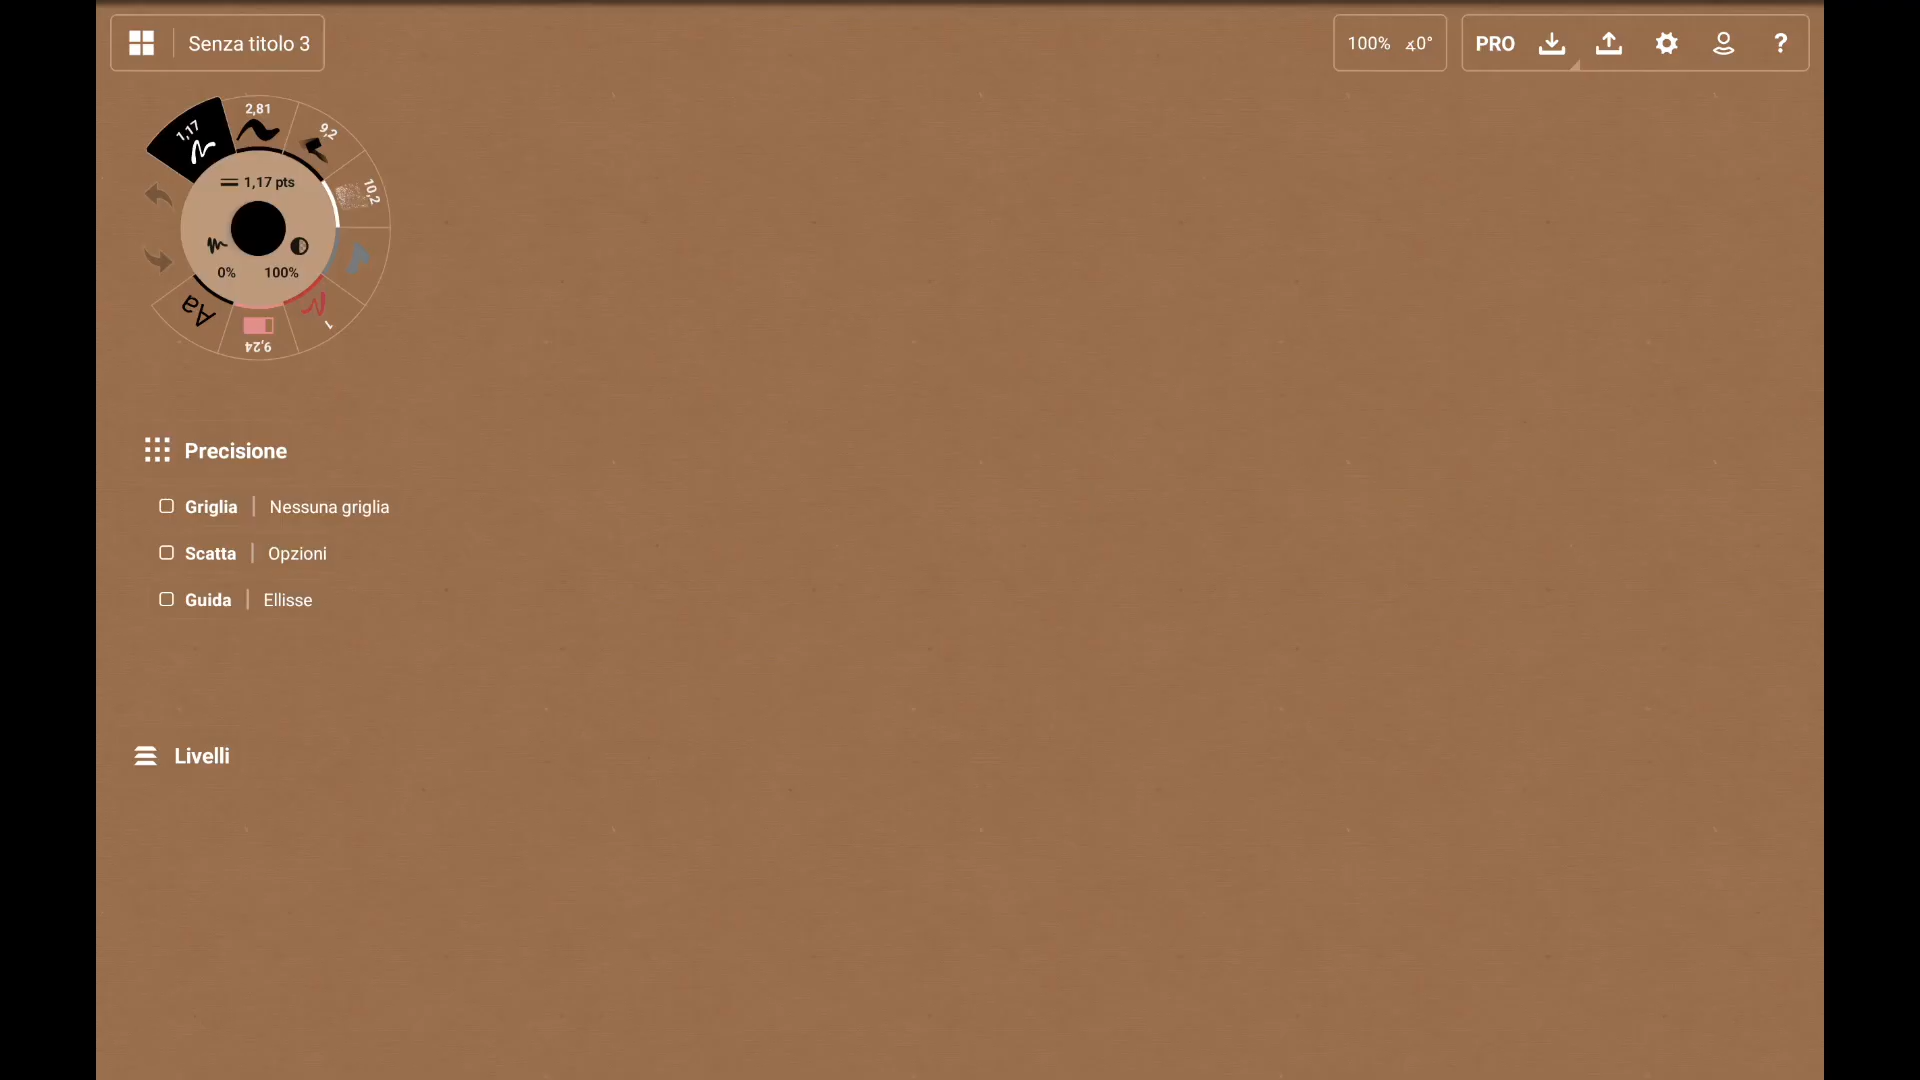 Senza titolo 3
100% ∡0°
PRO
?
1,17
2,81
9,2
10,2
1,17 pts
0%
100%
Aa
9,24
1
Precisione
Griglia | Nessuna griglia
Scatta | Opzioni
Guida | Ellisse
Livelli